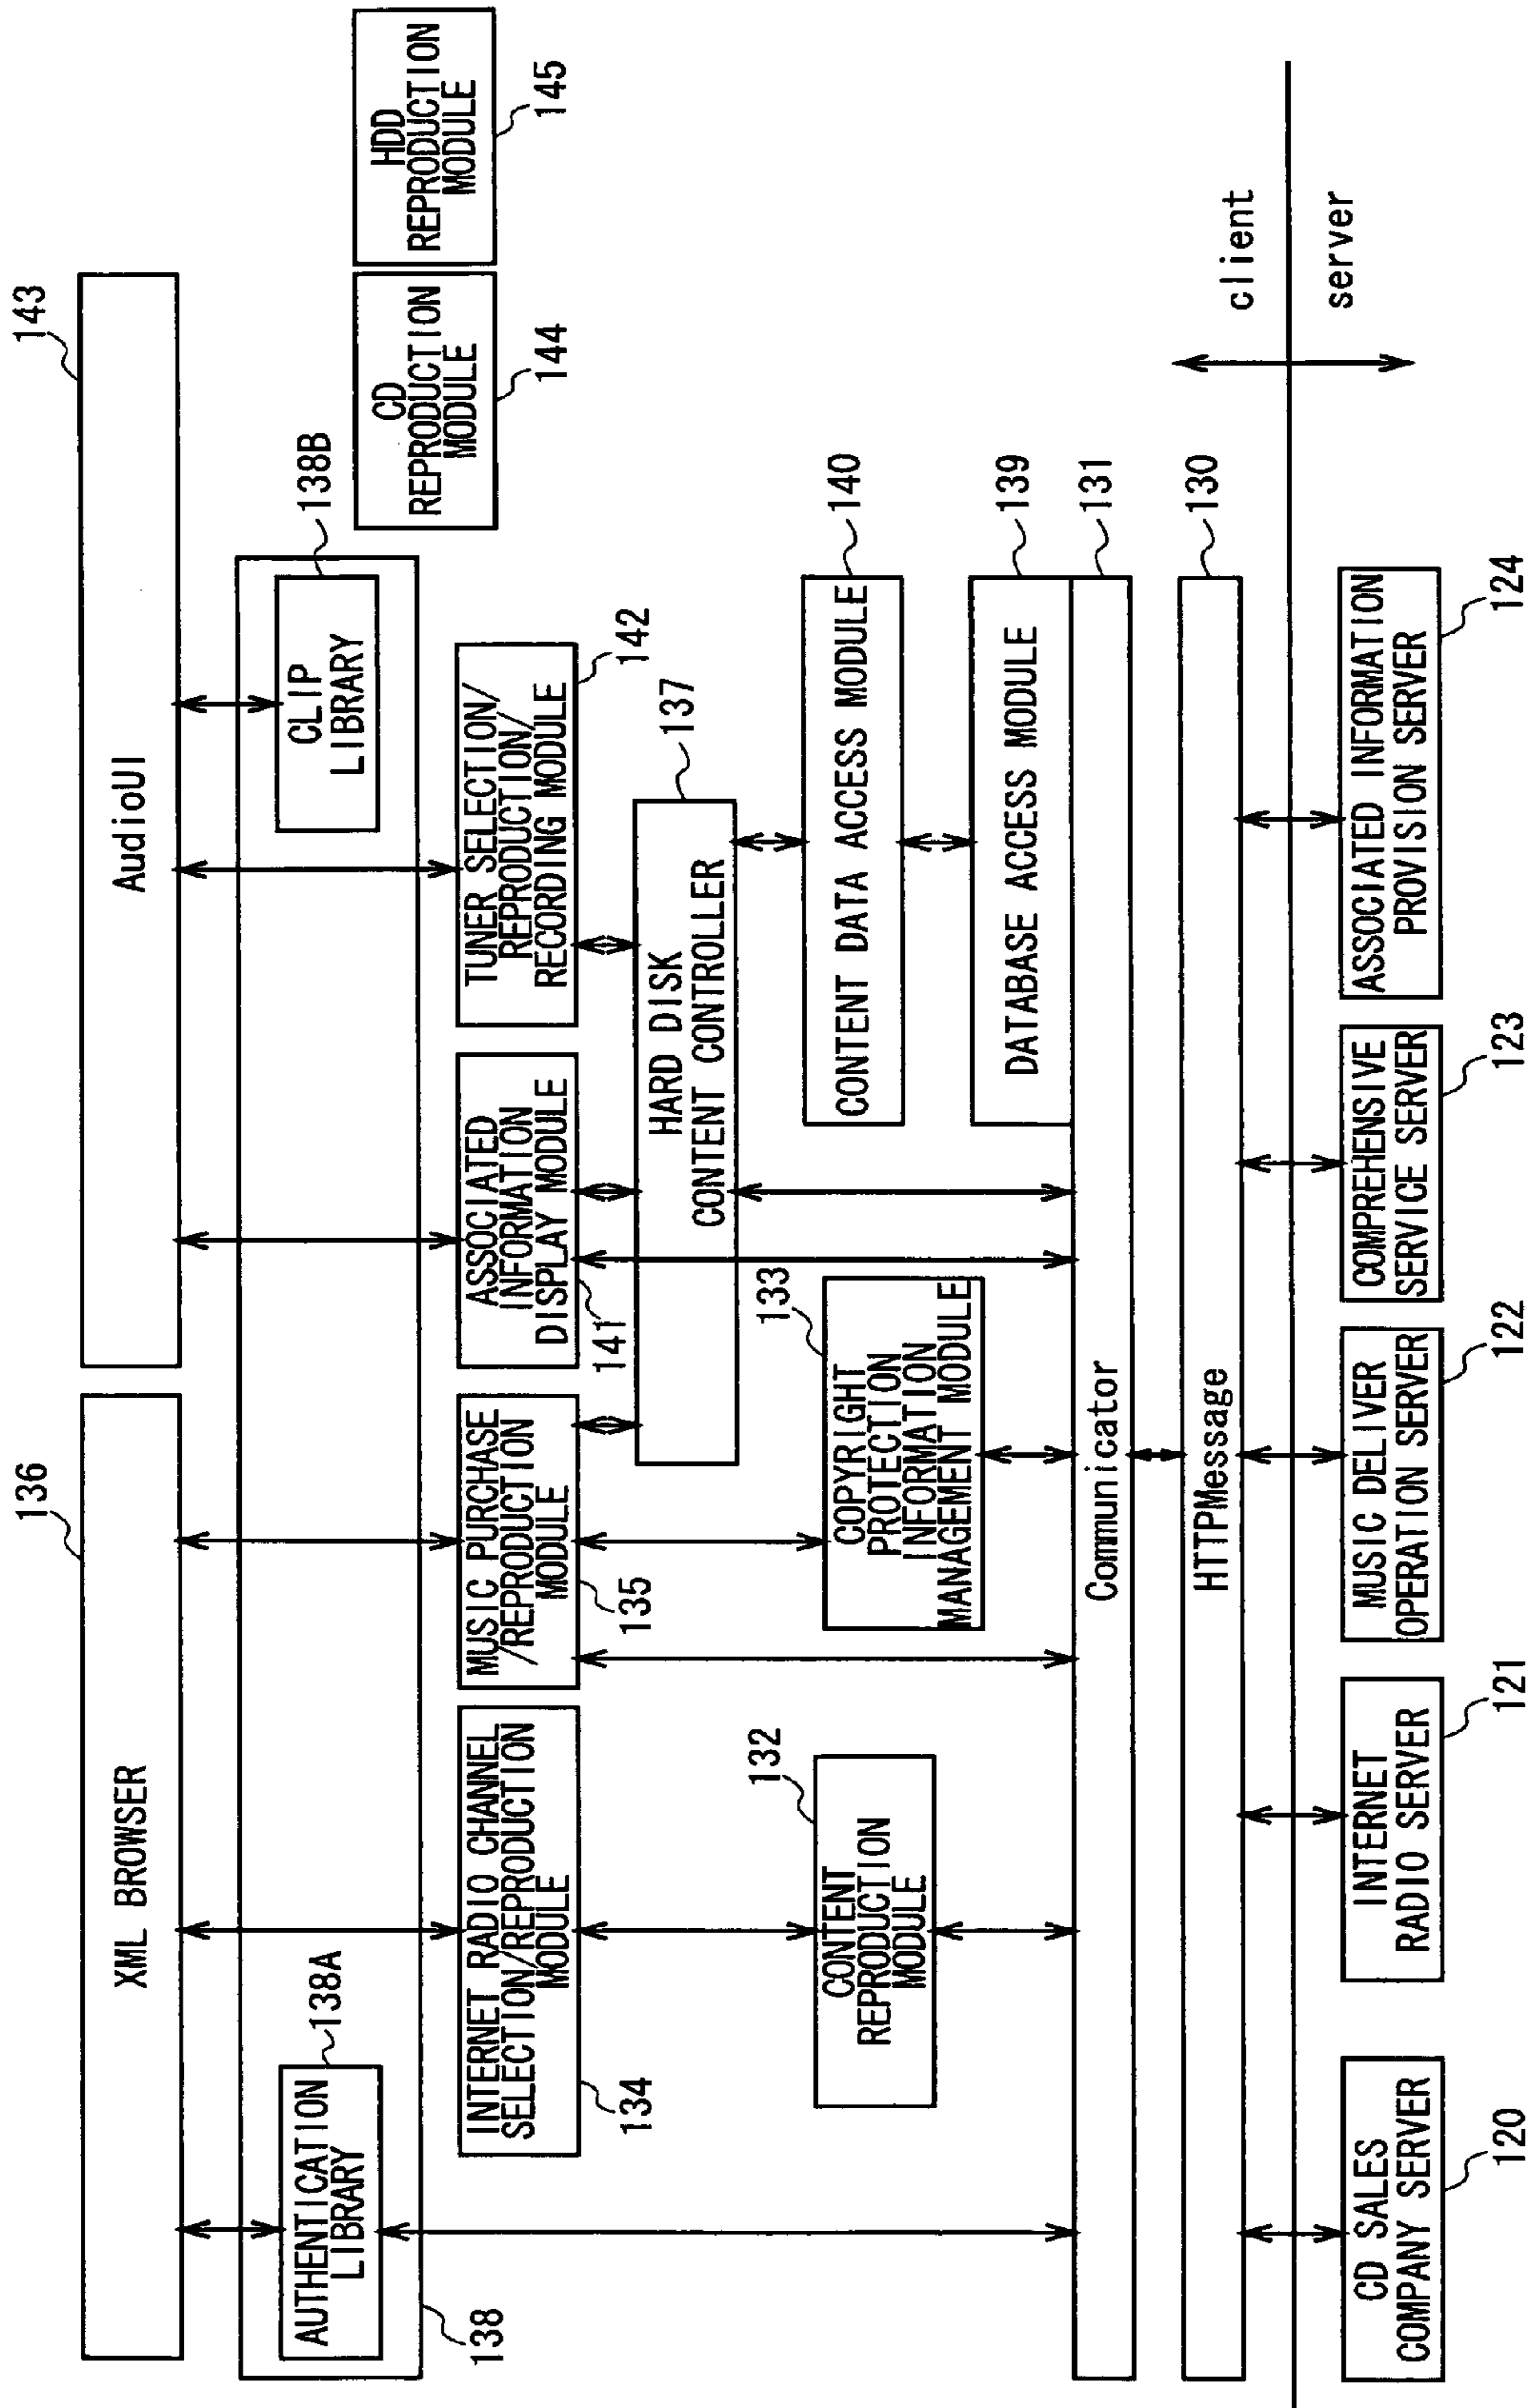 136
143
XML BROWSER
AudioUI
AUTHENTICATION
LIBRARY
138A
CLIP
LIBRARY
138B
138
INTERNET RADIO CHANNEL
SELECTION/REPRODUCTION
MODULE
134
MUSIC PURCHASE
/REPRODUCTION
MODULE
135
ASSOCIATED
INFORMATION
DISPLAY MODULE
141
TUNER SELECTION/
REPRODUCTION/
RECORDING MODULE
142
CD
REPRODUCTION
MODULE
144
HDD
REPRODUCTION
MODULE
145
HARD DISK
CONTENT CONTROLLER
137
CONTENT
REPRODUCTION
MODULE
132
COPYRIGHT
PROTECTION
INFORMATION
MANAGEMENT MODULE
133
CONTENT DATA ACCESS MODULE
140
DATABASE ACCESS MODULE
139
Communicator
131
HTTPMessage
130
client
server
CD SALES
COMPANY SERVER
120
INTERNET
RADIO SERVER
121
MUSIC DELIVER
OPERATION SERVER
122
COMPREHENSIVE
SERVICE SERVER
123
ASSOCIATED INFORMATION
PROVISION SERVER
124